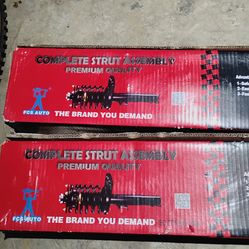 COMPLETE STRUT ASSEMBLY
PREMIUM QUALITY
FCS AUTO
THE BRAND YOU DEMAND
COMPLETE STRUT ASSEMBLY
PREMIUM QUALITY
FCS AUTO
THE BRAND YOU DEMAND